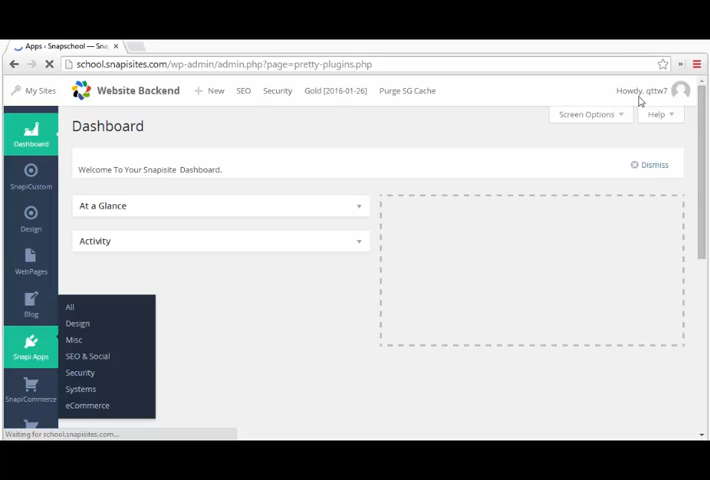 Apps ‹ Snapschool — Sna
school.snapisites.com/wp-admin/admin.php?page=pretty-plugins.php
My Sites Website Backend + New SEO Security Gold [2016-01-26] Purge SG Cache Howdy, qttw7
Screen Options Help
Dashboard
Welcome To Your Snapisite Dashboard.
Dismiss
At a Glance
Activity
Dashboard
SnapiCustom
Design
WebPages
Blog
Snapi Apps
SnapiCommerce
All
Design
Misc
SEO & Social
Security
Systems
eCommerce
Waiting for school.snapisites.com...